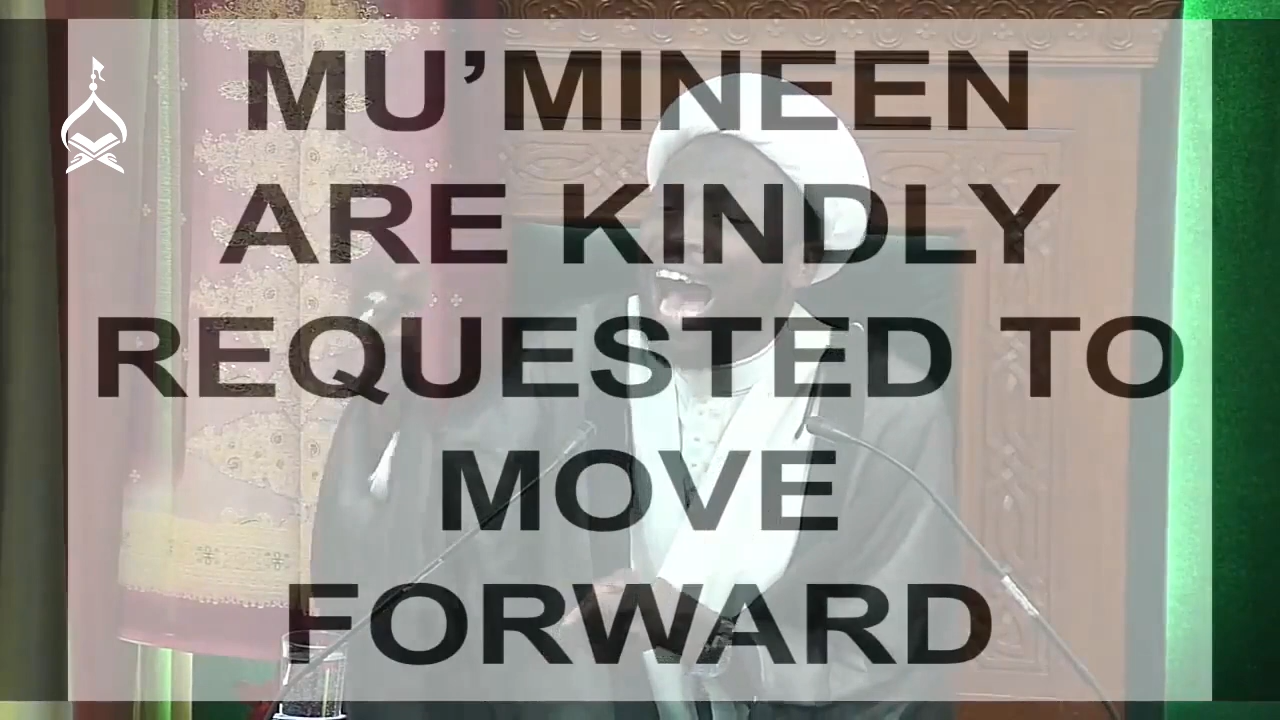 MU’MINEEN
ARE KINDLY
REQUESTED TO
MOVE
FORWARD